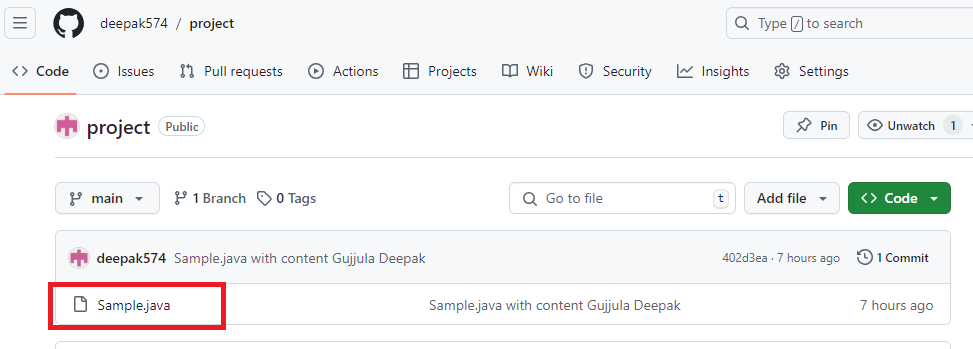 deepak574 / project
Type / to search
Code Issues Pull requests Actions Projects Wiki Security Insights Settings
project Public Pin Unwatch 1
main 1 Branch 0 Tags Go to file t Add file Code
deepak574 Sample.java with content Gujjula Deepak 402d3ea · 7 hours ago 1 Commit
Sample.java Sample.java with content Gujjula Deepak 7 hours ago